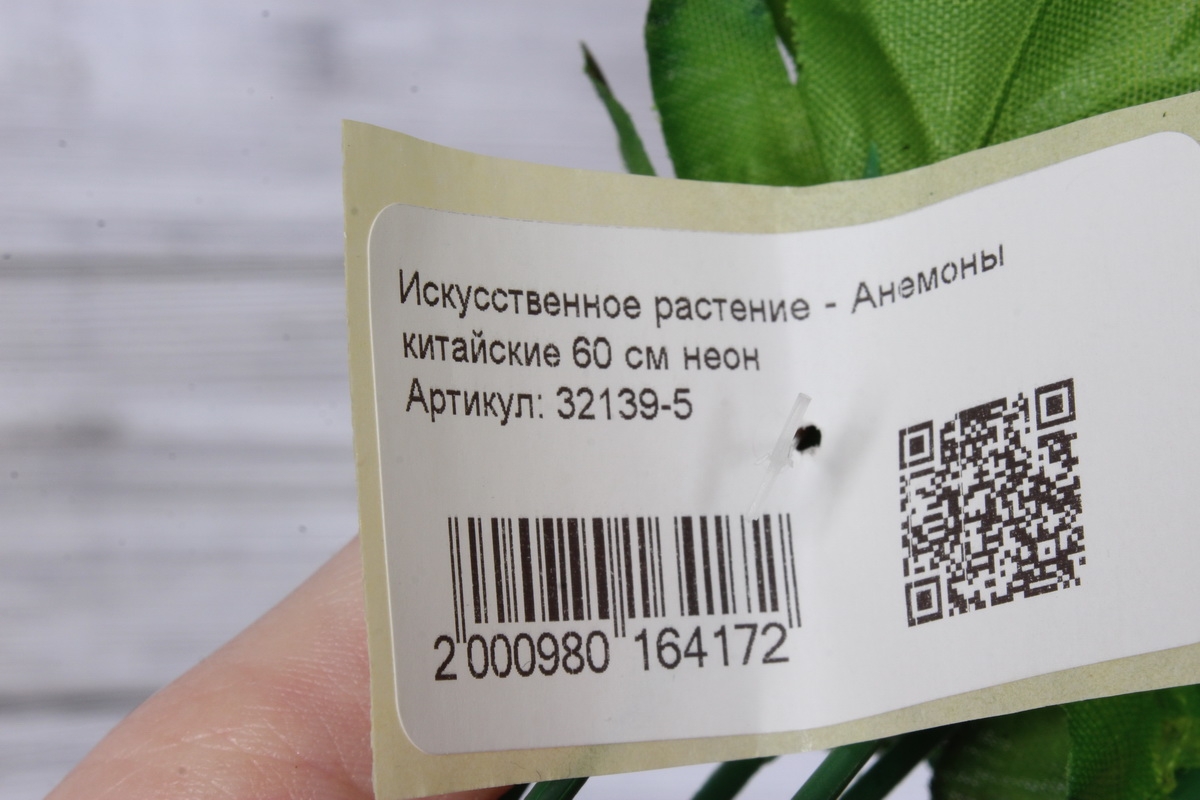 Искусственное растение - Анемоны
китайские 60 см неон
Артикул: 32139-5
2 000980 164172